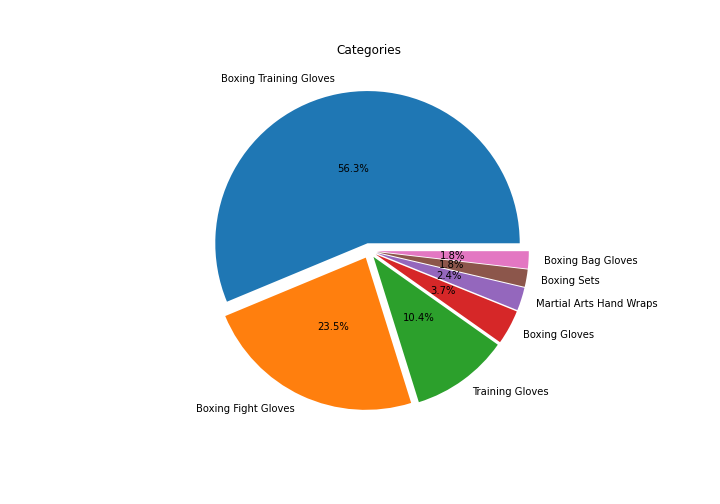 Categories
Boxing Training Gloves
56.3%
1.8%
Boxing Bag Gloves
1.8%
Boxing Sets
2.4%
Martial Arts Hand Wraps
3.7%
Boxing Gloves
10.4%
Training Gloves
23.5%
Boxing Fight Gloves